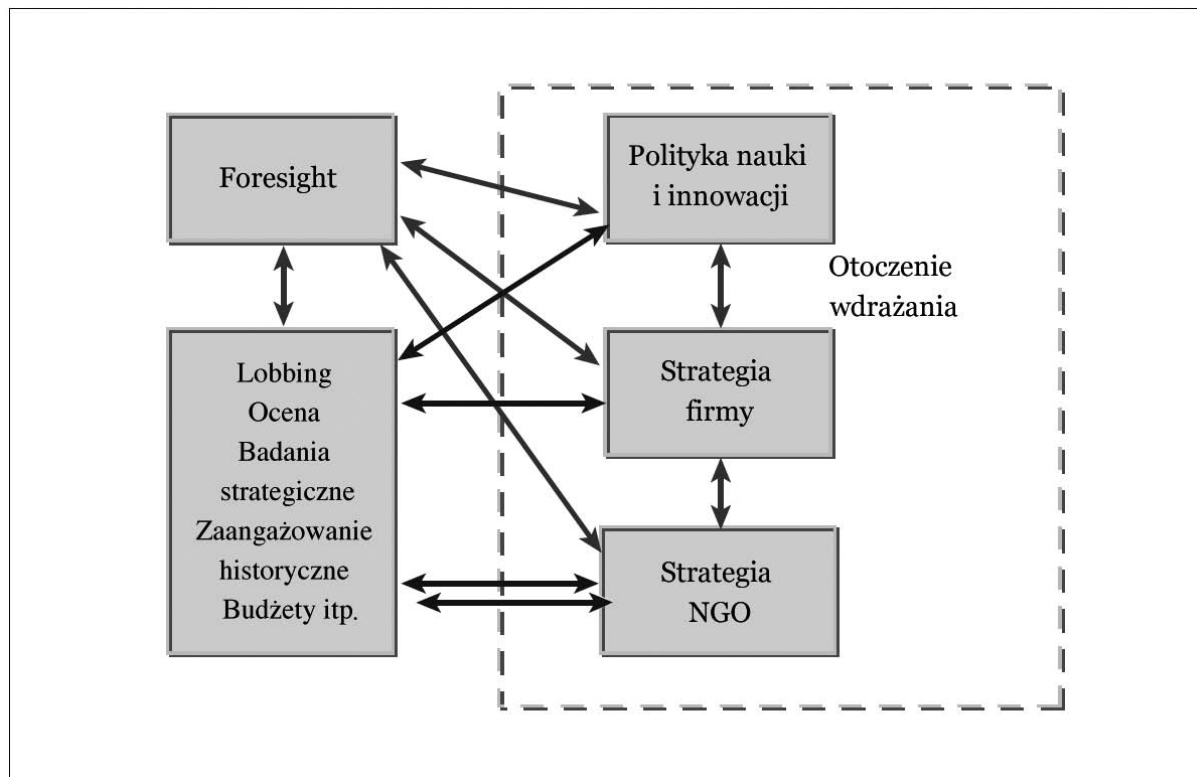 Foresight
Polityka nauki
i innowacji
Otoczenie
wdrażania
Lobbing
Ocena
Badania
strategiczne
Zaangażowanie
historyczne
Budżety itp.
Strategia
firmy
Strategia
NGO